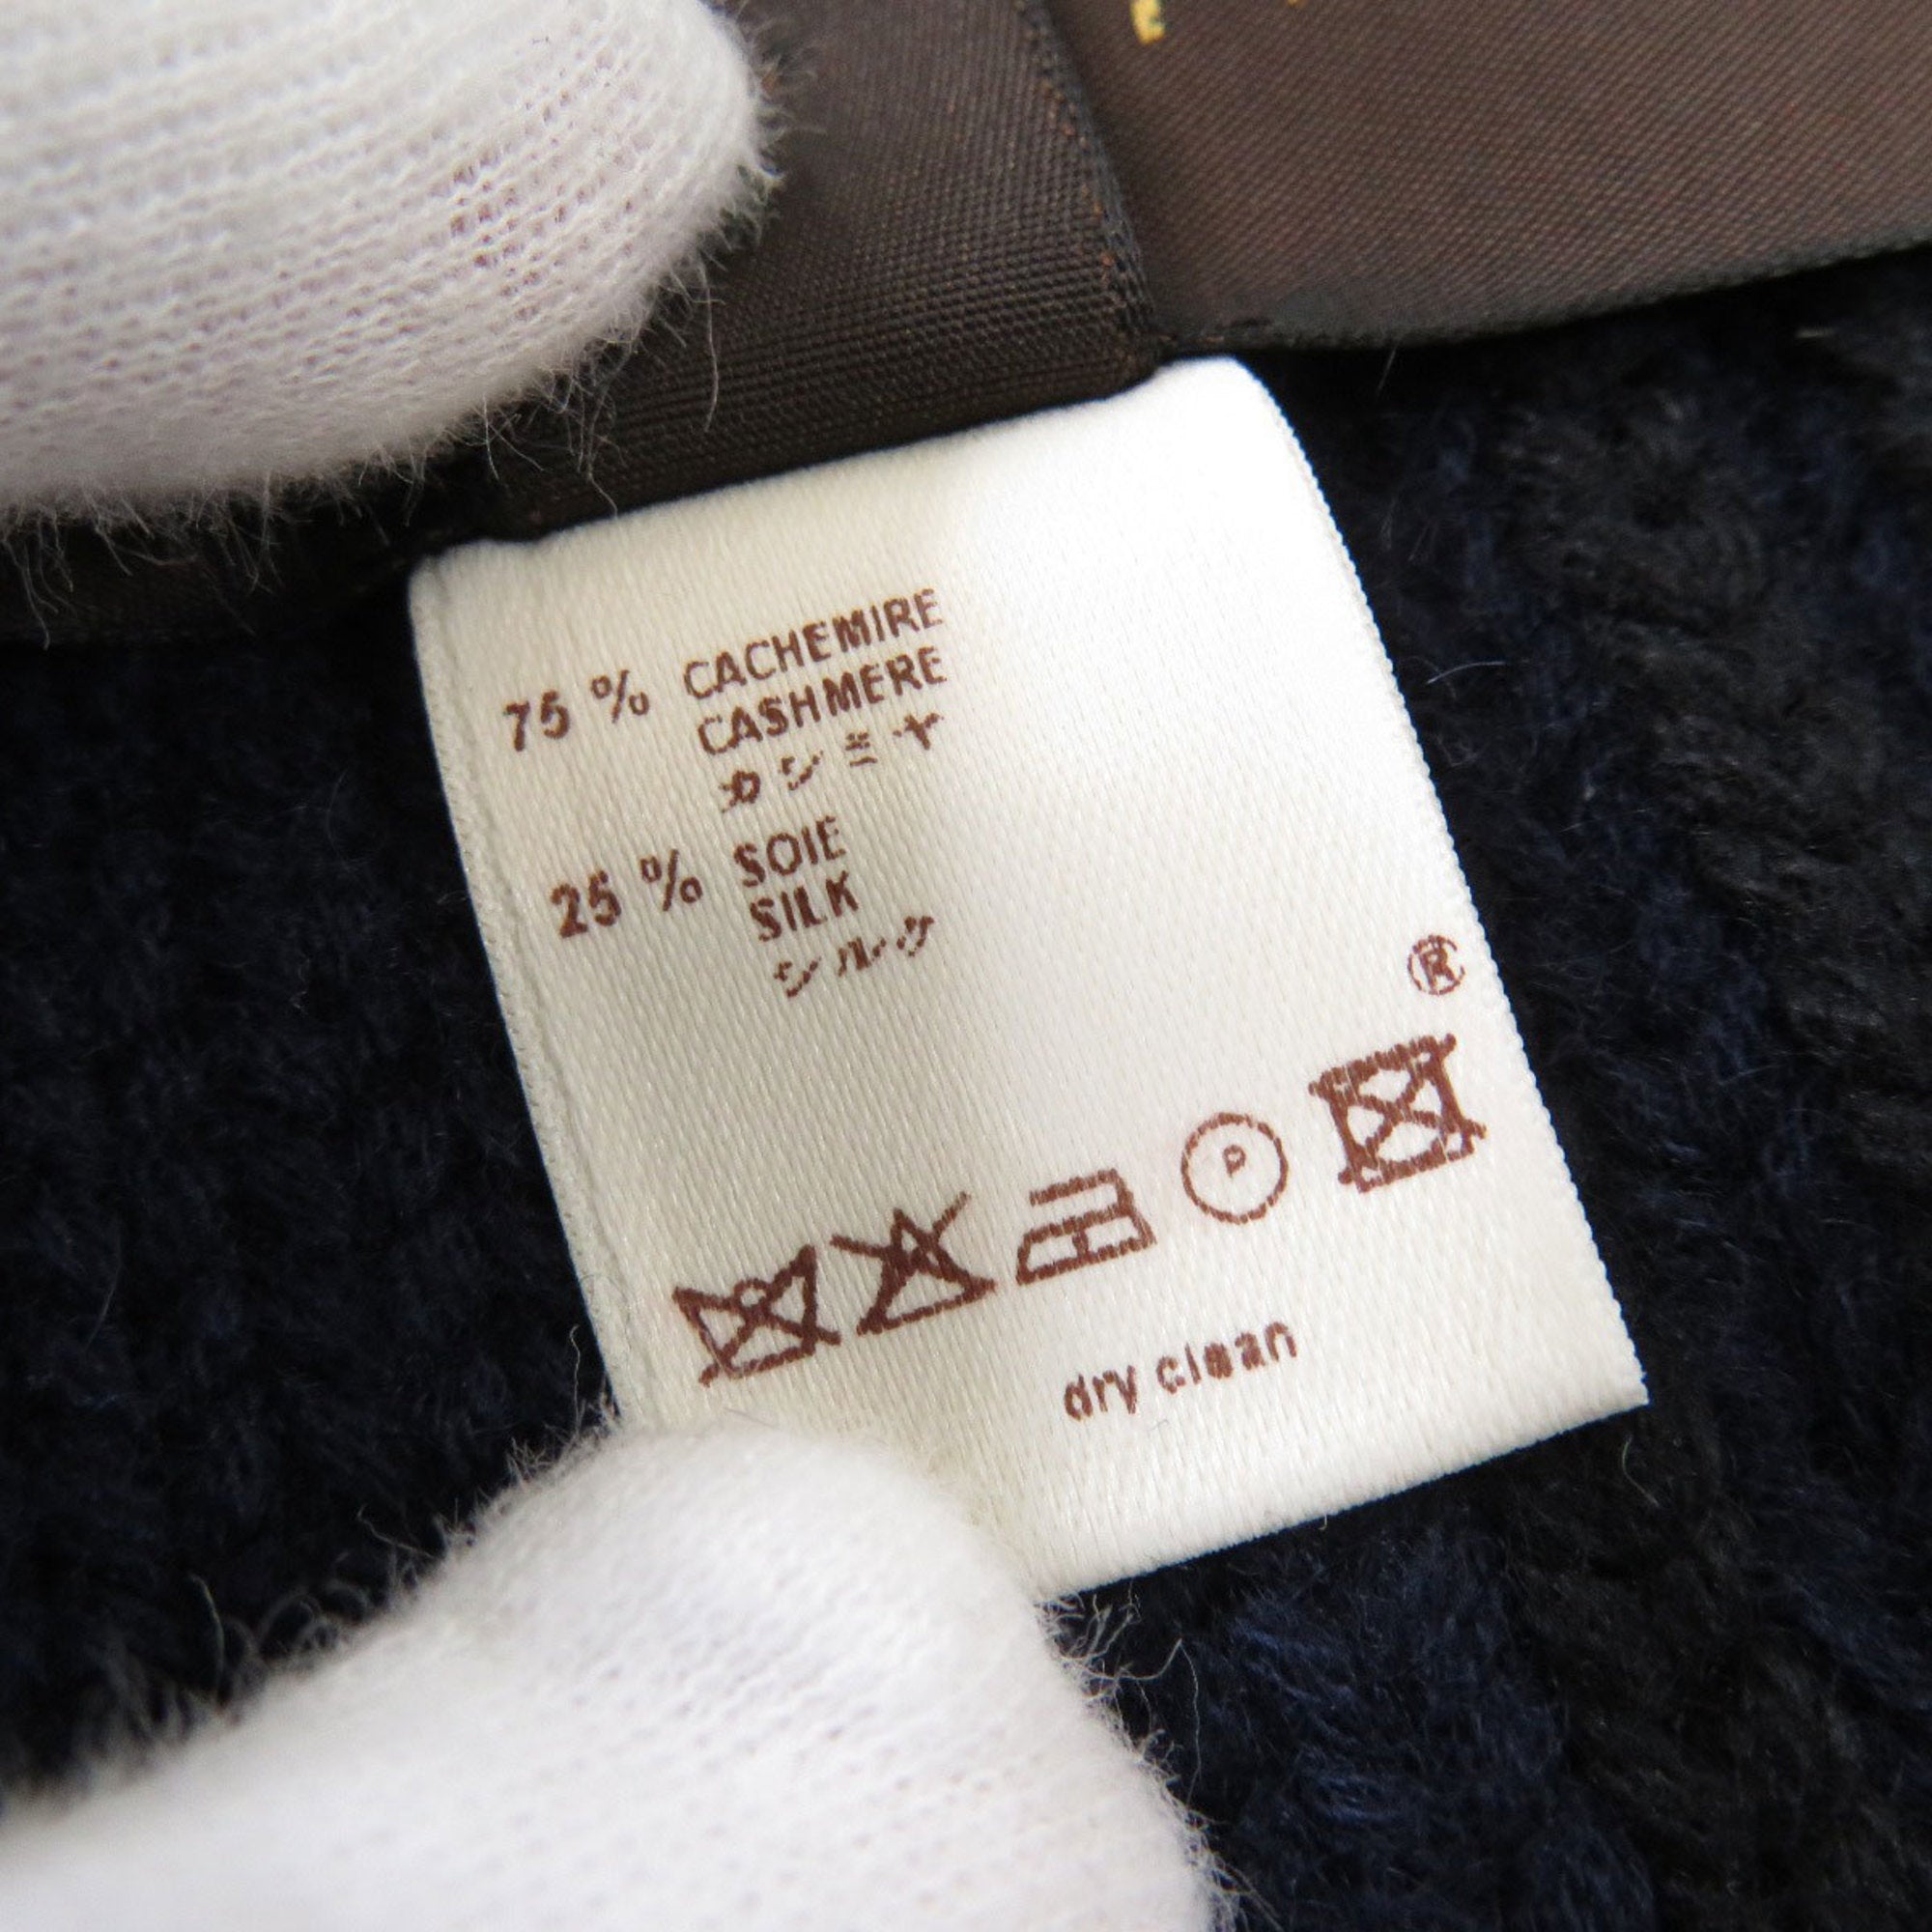 75 % CACHEMIRE
CASHMERE
カシミヤ
25 % SOIE
SILK
シルク
®
P
dry clean